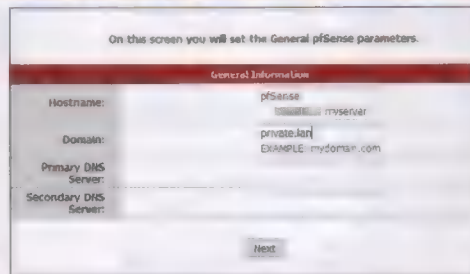 On this screen you will set the General pfSense parameters.
General Information
Hostname:
pfSense
myserver
Domain:
private.lan
EXAMPLE: mydomain.com
Primary DNS
Server:
Secondary DNS
Server:
Next